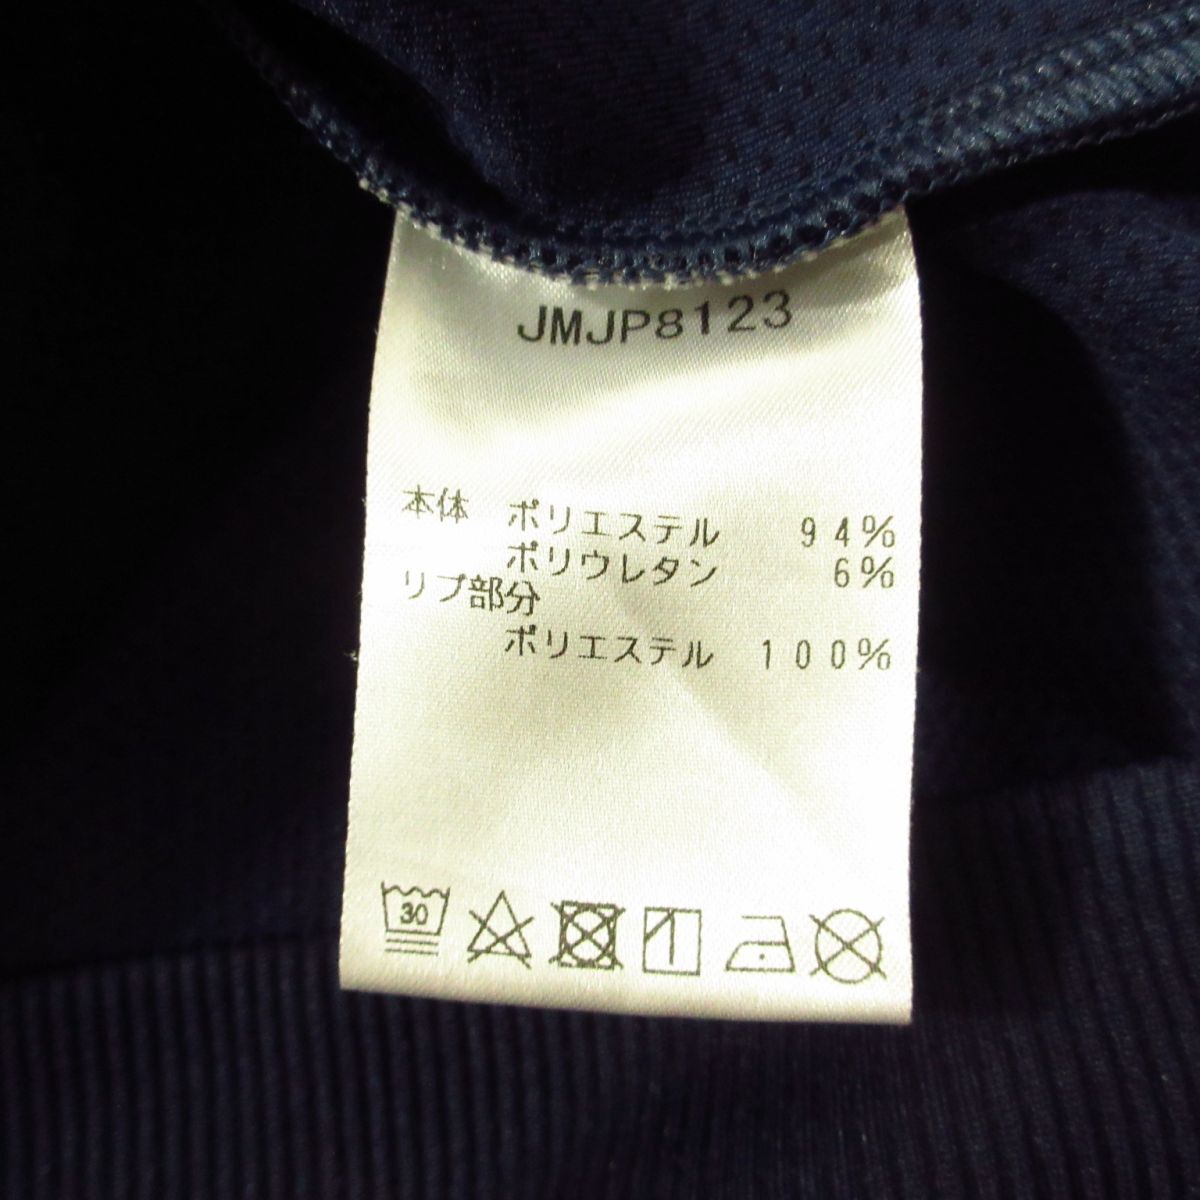 JMJP8123
本体 ポリエステル 94%
ポリウレタン 6%
リブ部分
ポリエステル 100%
30